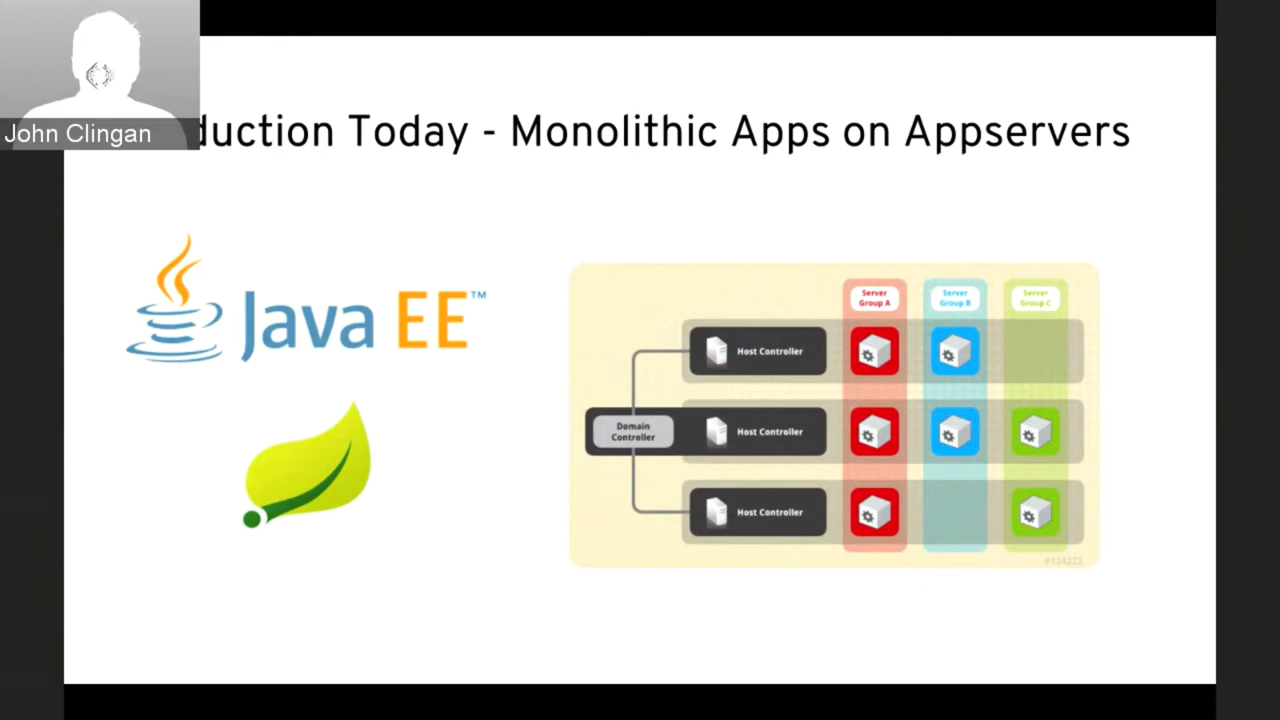 John Clingan
duction Today - Monolithic Apps on Appservers
Java EE™
Server
Group A
Server
Group B
Server
Group C
Host Controller
Domain
Controller
Host Controller
Host Controller
#134223